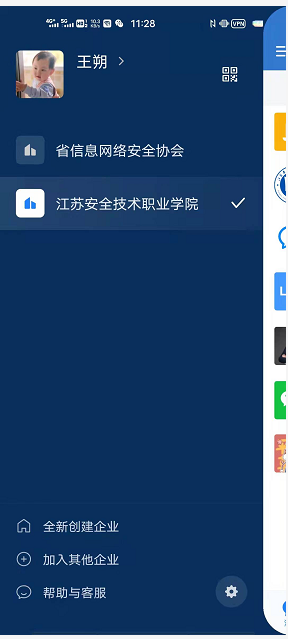 11:28
VPN
王朔
省信息网络安全协会
江苏安全技术职业学院
全新创建企业
加入其他企业
帮助与客服